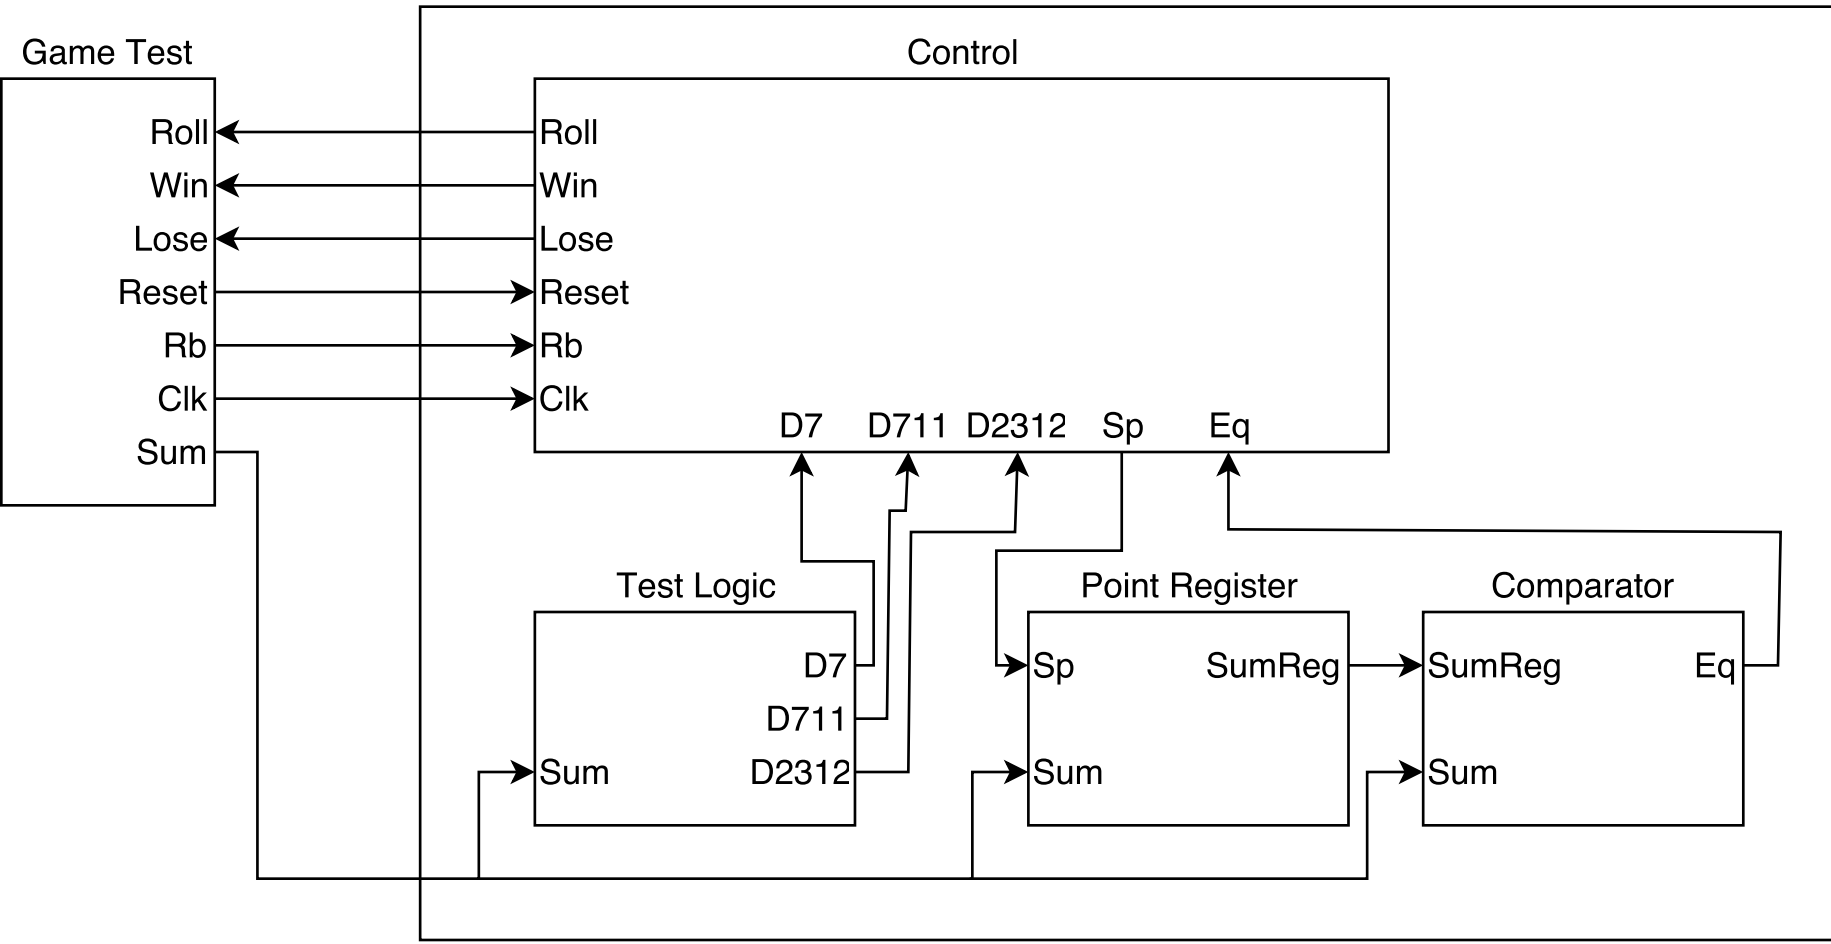 Game Test
Control
Roll
Win
Lose
Reset
Rb
Clk
Sum
Roll
Win
Lose
Reset
Rb
Clk
D7 D711 D2312 Sp Eq
Test Logic
D7
D711
Sum D2312
Point Register
Sp SumReg
Sum
Comparator
SumReg Eq
Sum